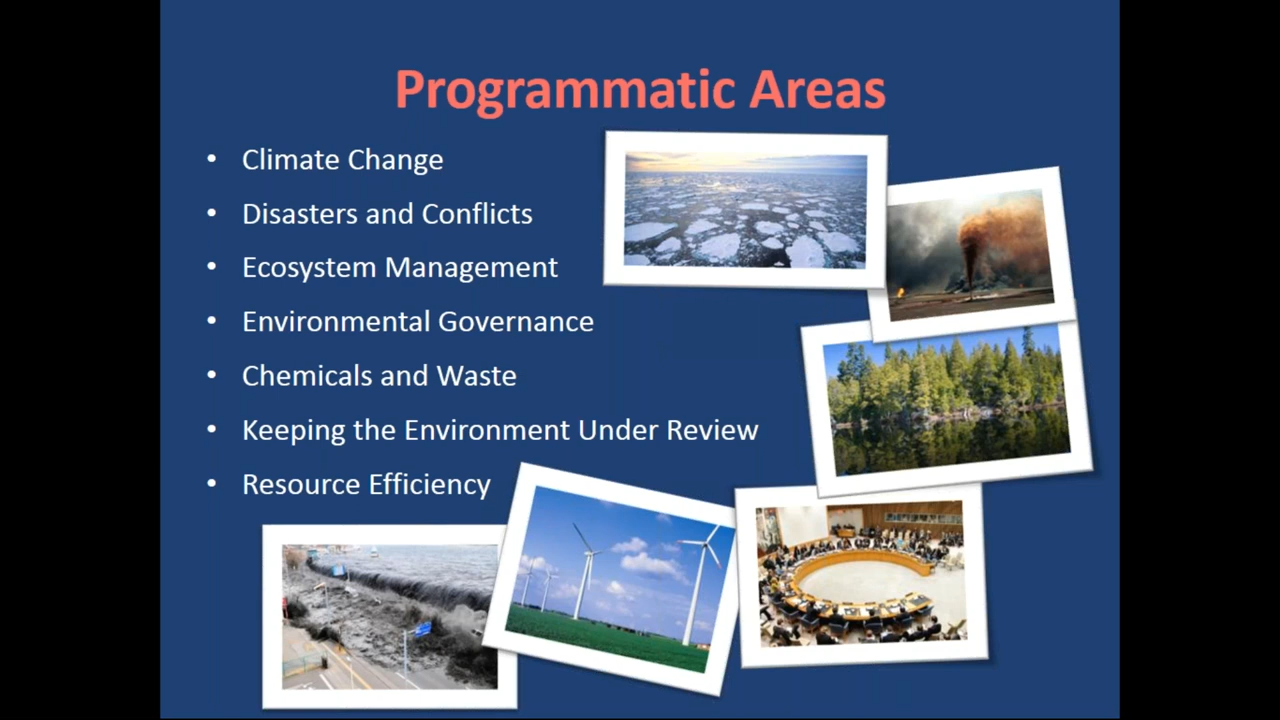 Programmatic Areas
• Climate Change
• Disasters and Conflicts
• Ecosystem Management
• Environmental Governance
• Chemicals and Waste
• Keeping the Environment Under Review
• Resource Efficiency